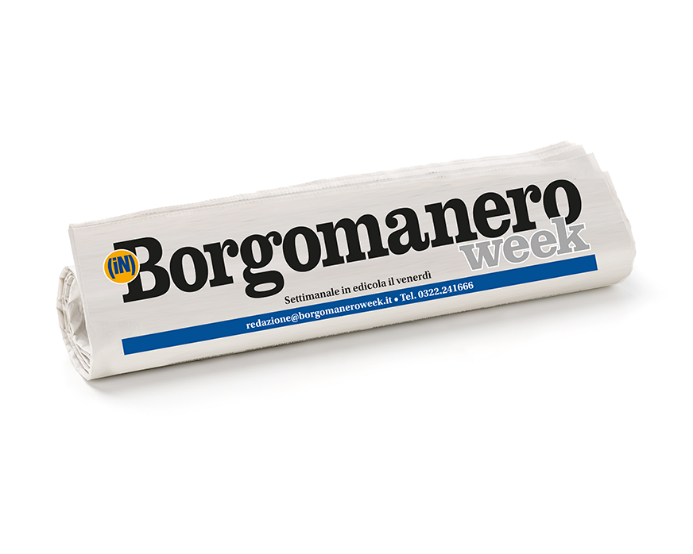 (iN)
Borgomanero
week
Settimanale in edicola il venerdì
redazione@borgomaneroweek.it • Tel. 0322.241666